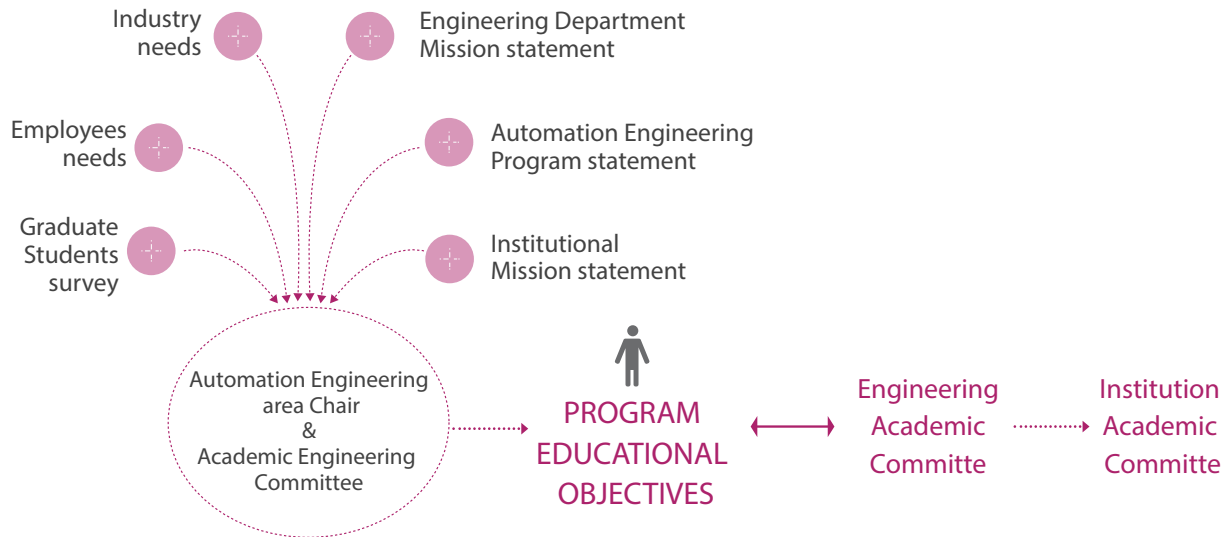 Industry
needs
Engineering Department
Mission statement
Employees
needs
Automation Engineering
Program statement
Graduate
Students
survey
Institutional
Mission statement
Automation Engineering
area Chair
&
Academic Engineering
Committee
PROGRAM
EDUCATIONAL
OBJECTIVES
Engineering
Academic
Committe
Institution
Academic
Committe